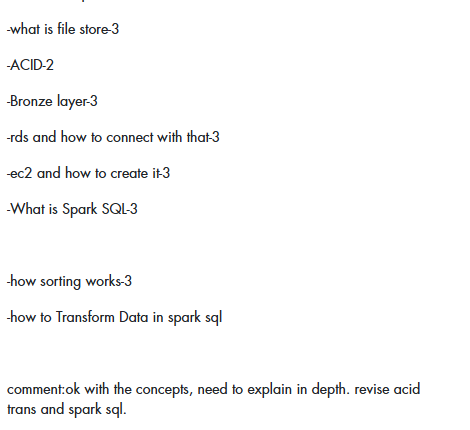 -what is file store-3
-ACID-2
-Bronze layer-3
-rds and how to connect with that-3
-ec2 and how to create it-3
-What is Spark SQL-3
-how sorting works-3
-how to Transform Data in spark sql
comment:ok with the concepts, need to explain in depth. revise acid
trans and spark sql.